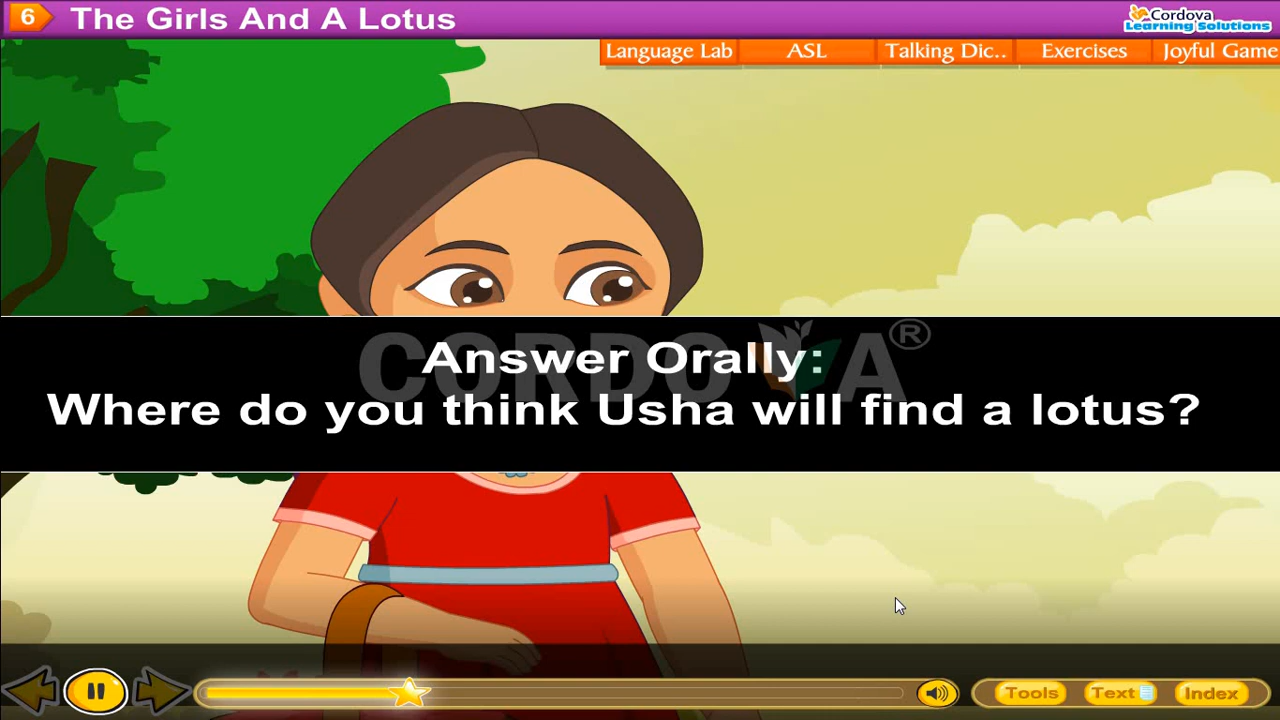 6 The Girls And A Lotus
Cordova
Learning Solutions
Language Lab ASL Talking Dic.. Exercises Joyful Game
CORDOVA®
Answer Orally:
Where do you think Usha will find a lotus?
Tools Text Index